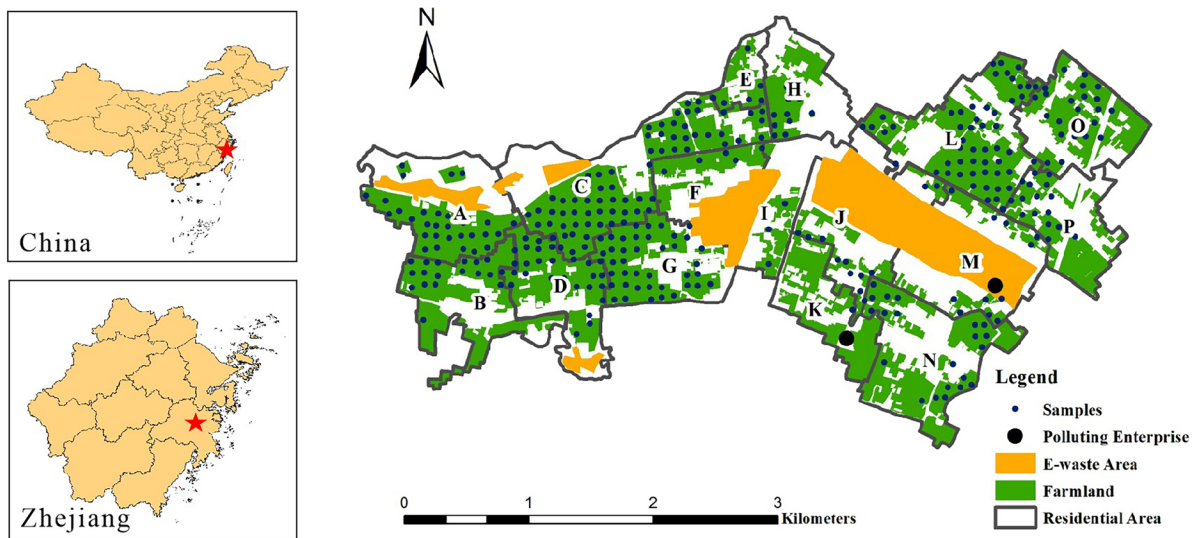 China
Zhejiang
N
E
H
L
O
A
C
F
I
J
P
B
D
G
M
K
N
Legend
Samples
Polluting Enterprise
E-waste Area
Farmland
Residential Area
0 1 2 3
Kilometers